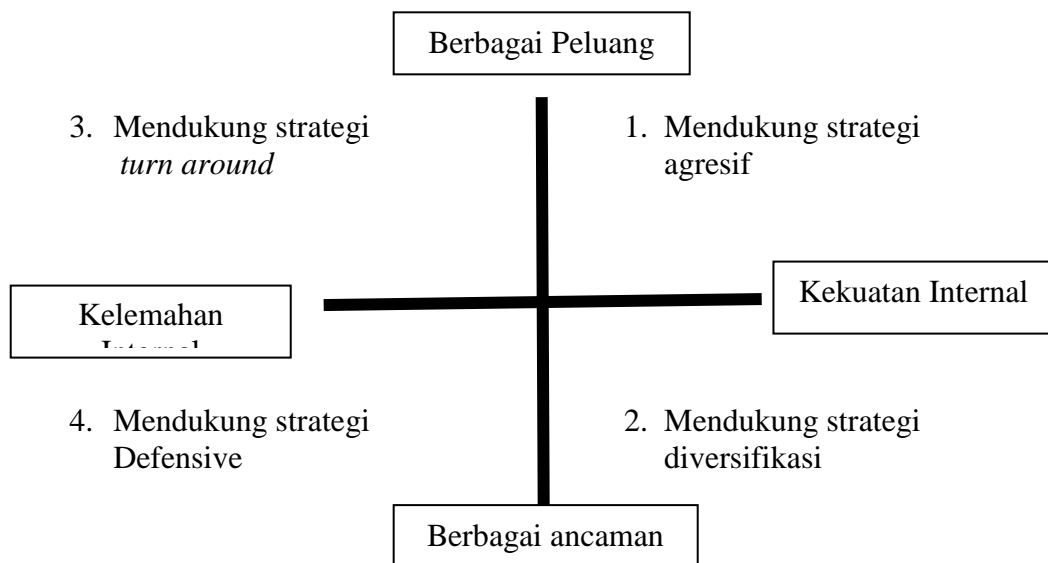 Berbagai Peluang
3. Mendukung strategi
turn around
1. Mendukung strategi
agresif
Kelemahan
Kekuatan Internal
4. Mendukung strategi
Defensive
2. Mendukung strategi
diversifikasi
Berbagai ancaman